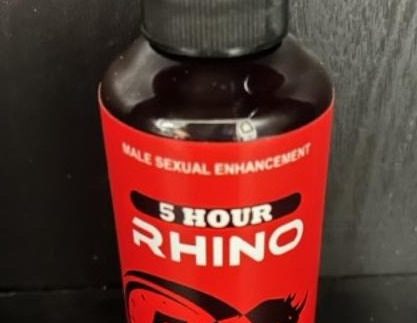 MALE SEXUAL ENHANCEMENT
5 HOUR
RHINO